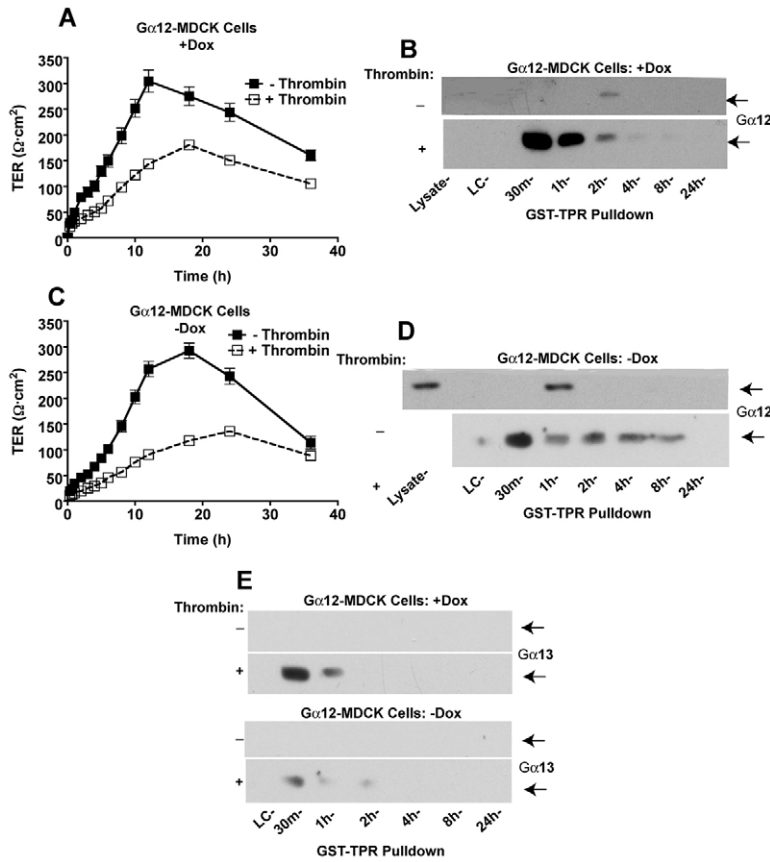 A
Gα12-MDCK Cells
+Dox
- Thrombin
+ Thrombin
TER (Ω·cm²)
350
300
250
200
150
100
50
0
0 10 20 30 40
Time (h)
B
Thrombin:
Gα12-MDCK Cells: +Dox
–
Gα12
+
Lysate- LC- 30m- 1h- 2h- 4h- 8h- 24h-
GST-TPR Pulldown
C
Gα12-MDCK Cells
-Dox
- Thrombin
+ Thrombin
TER (Ω·cm²)
350
300
250
200
150
100
50
0
0 10 20 30 40
Time (h)
D
Thrombin:
Gα12-MDCK Cells: -Dox
Gα12
–
+ Lysate- LC- 30m- 1h- 2h- 4h- 8h- 24h-
GST-TPR Pulldown
E
Thrombin:
Gα12-MDCK Cells: +Dox
–
Gα13
+
Gα12-MDCK Cells: -Dox
–
Gα13
+
LC- 30m- 1h- 2h- 4h- 8h- 24h-
GST-TPR Pulldown